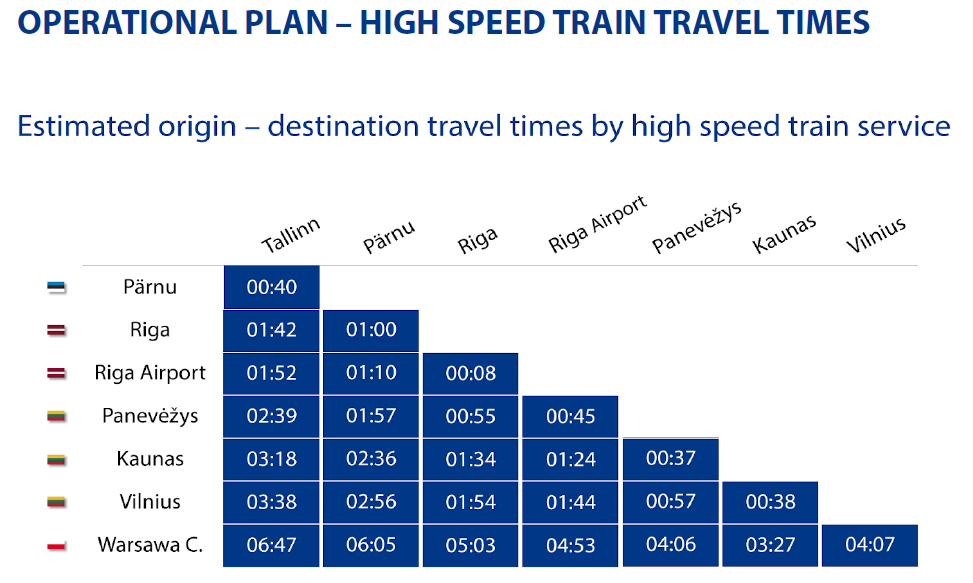 OPERATIONAL PLAN – HIGH SPEED TRAIN TRAVEL TIMES
Estimated origin – destination travel times by high speed train service
Tallinn Pärnu Riga Riga Airport Panevėžys Kaunas Vilnius
Pärnu 00:40
Riga 01:42 01:00
Riga Airport 01:52 01:10 00:08
Panevėžys 02:39 01:57 00:55 00:45
Kaunas 03:18 02:36 01:34 01:24 00:37
Vilnius 03:38 02:56 01:54 01:44 00:57 00:38
Warsawa C. 06:47 06:05 05:03 04:53 04:06 03:27 04:07